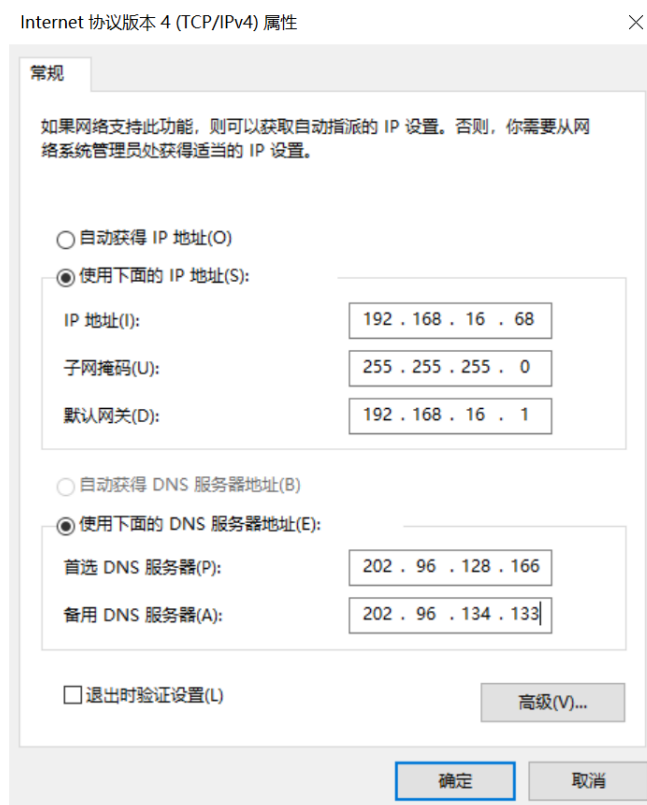 Internet 协议版本 4 (TCP/IPv4) 属性
常规
如果网络支持此功能，则可以获取自动指派的 IP 设置。否则，你需要从网
络系统管理员处获得适当的 IP 设置。
自动获得 IP 地址(O)
使用下面的 IP 地址(S):
IP 地址(I): 192 . 168 . 16 . 68
子网掩码(U): 255 . 255 . 255 . 0
默认网关(D): 192 . 168 . 16 . 1
自动获得 DNS 服务器地址(B)
使用下面的 DNS 服务器地址(E):
首选 DNS 服务器(P): 202 . 96 . 128 . 166
备用 DNS 服务器(A): 202 . 96 . 134 . 133
退出时验证设置(L)
高级(V)...
确定 取消